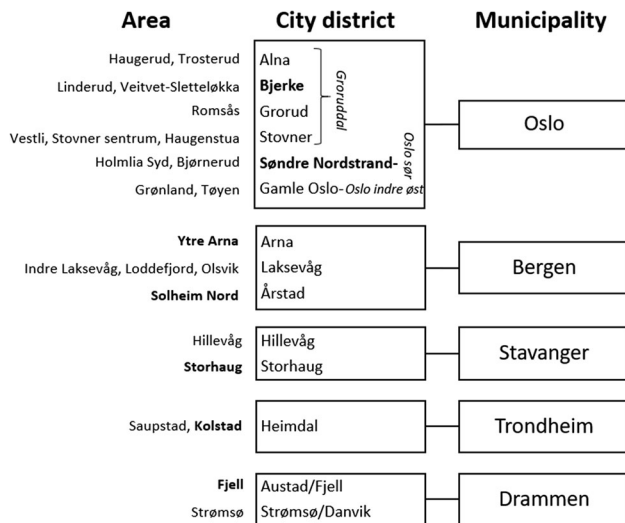 Area City district Municipality
Haugerud, Trosterud Alna
Linderud, Veitvet-Sletteløkka Bjerke
Romsås Grorud
Vestli, Stovner sentrum, Haugenstua Stovner
Groruddal
Oslo
Holmlia Syd, Bjørnerud Søndre Nordstrand-
Oslo sør
Grønland, Tøyen Gamle Oslo-Oslo indre øst
Ytre Arna Arna
Indre Laksevåg, Loddefjord, Olsvik Laksevåg Bergen
Solheim Nord Årstad
Hillevåg Hillevåg
Storhaug Storhaug
Stavanger
Saupstad, Kolstad Heimdal Trondheim
Fjell Austad/Fjell
Strømsø Strømsø/Danvik
Drammen